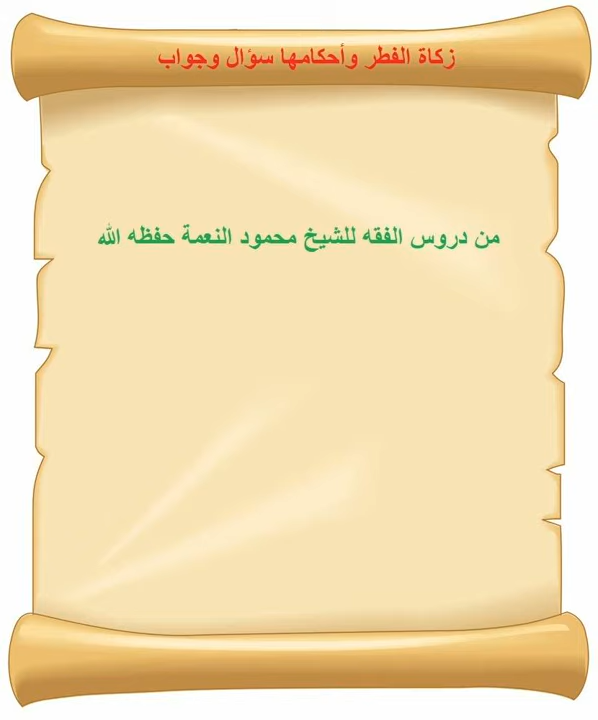 زكاة الفطر وأحكامها سؤال وجواب
من دروس الفقه للشيخ محمود النعمة حفظه الله